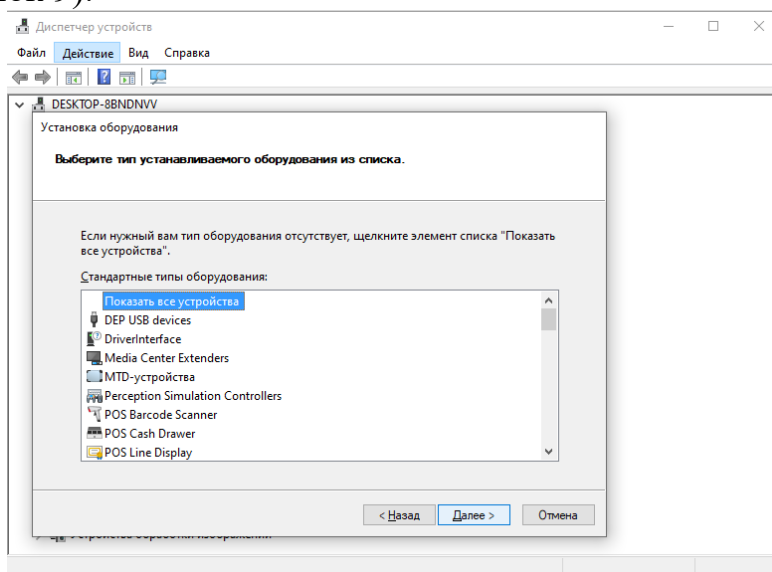 Диспетчер устройств
Файл Действие Вид Справка
DESKTOP-8BNDNVV
Установка оборудования
Выберите тип устанавливаемого оборудования из списка.
Если нужный вам тип оборудования отсутствует, щелкните элемент списка "Показать
все устройства".
Стандартные типы оборудования:
Показать все устройства
DEP USB devices
DriverInterface
Media Center Extenders
MTD-устройства
Perception Simulation Controllers
POS Barcode Scanner
POS Cash Drawer
POS Line Display
< Назад Далее > Отмена